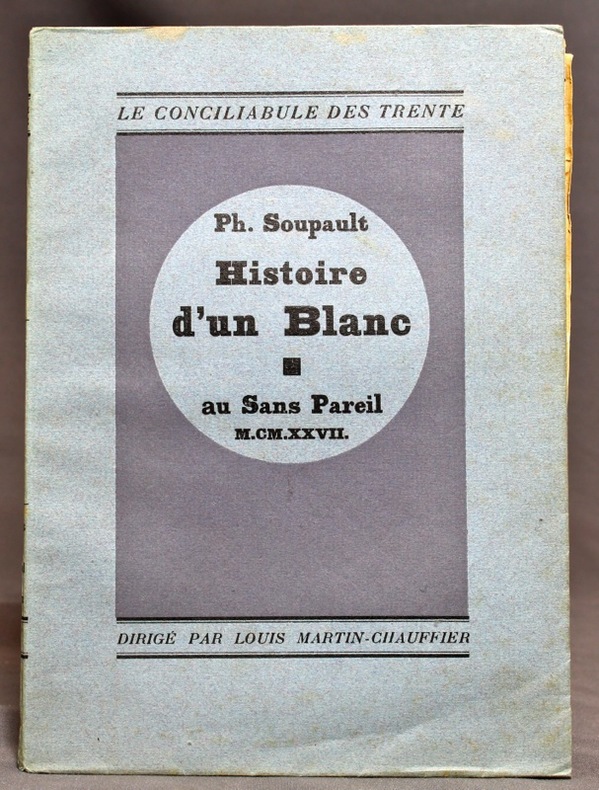 LE CONCILIABULE DES TRENTE
Ph. Soupault
Histoire
d'un Blanc
au Sans Pareil
M.CM.XXVII.
DIRIGÉ PAR LOUIS MARTIN-CHAUFFIER